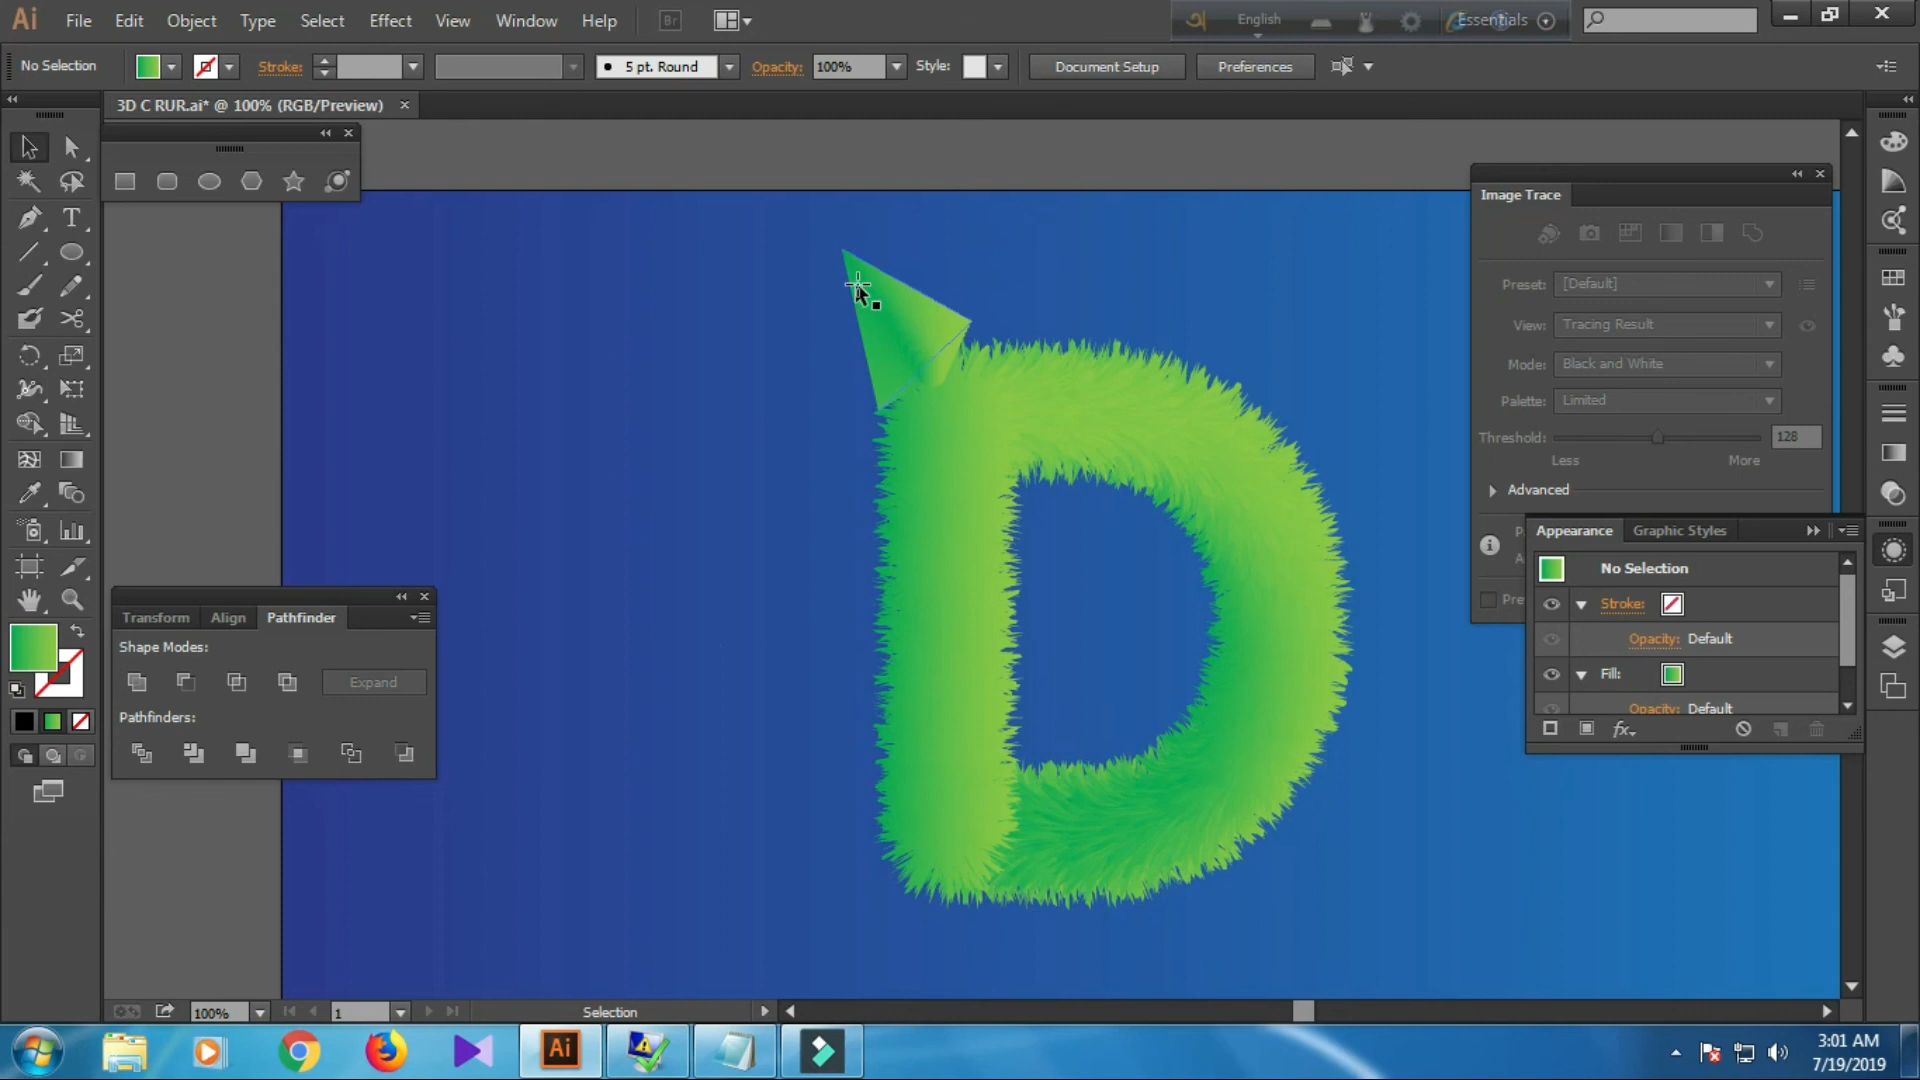 Ai File Edit Object Type Select Effect View Window Help Br English Essentials
No Selection Stroke: 5 pt. Round Opacity: 100% Style: Document Setup Preferences
3D C RUR.ai* @ 100% (RGB/Preview)
Image Trace
Preset: [Default]
View: Tracing Result
Mode: Black and White
Palette: Limited
Threshold: 128
Less More
Advanced
Appearance Graphic Styles
No Selection
Stroke:
Opacity: Default
Fill:
Opacity: Default
fx
Transform Align Pathfinder
Shape Modes:
Expand
Pathfinders:
T
D
100% 1 Selection
Ai
3:01 AM
7/19/2019